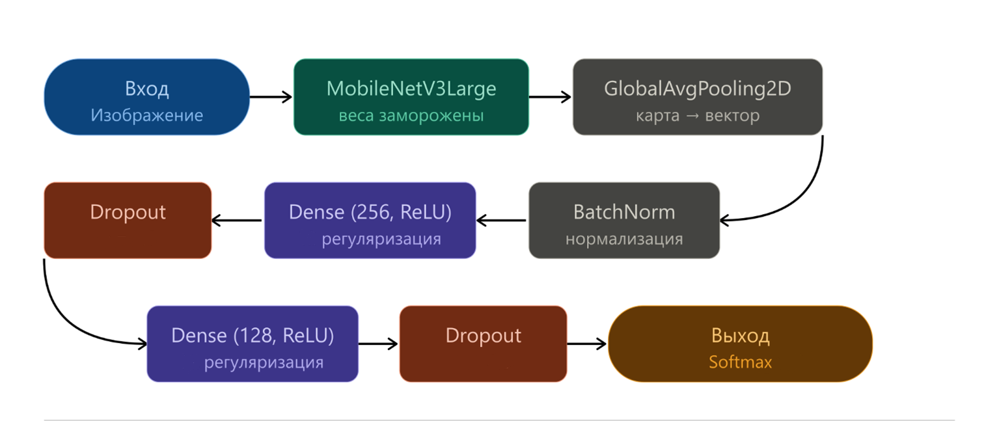 Вход
Изображение
MobileNetV3Large
веса заморожены
GlobalAvgPooling2D
карта → вектор
Dropout
Dense (256, ReLU)
регуляризация
BatchNorm
нормализация
Dense (128, ReLU)
регуляризация
Dropout
Выход
Softmax